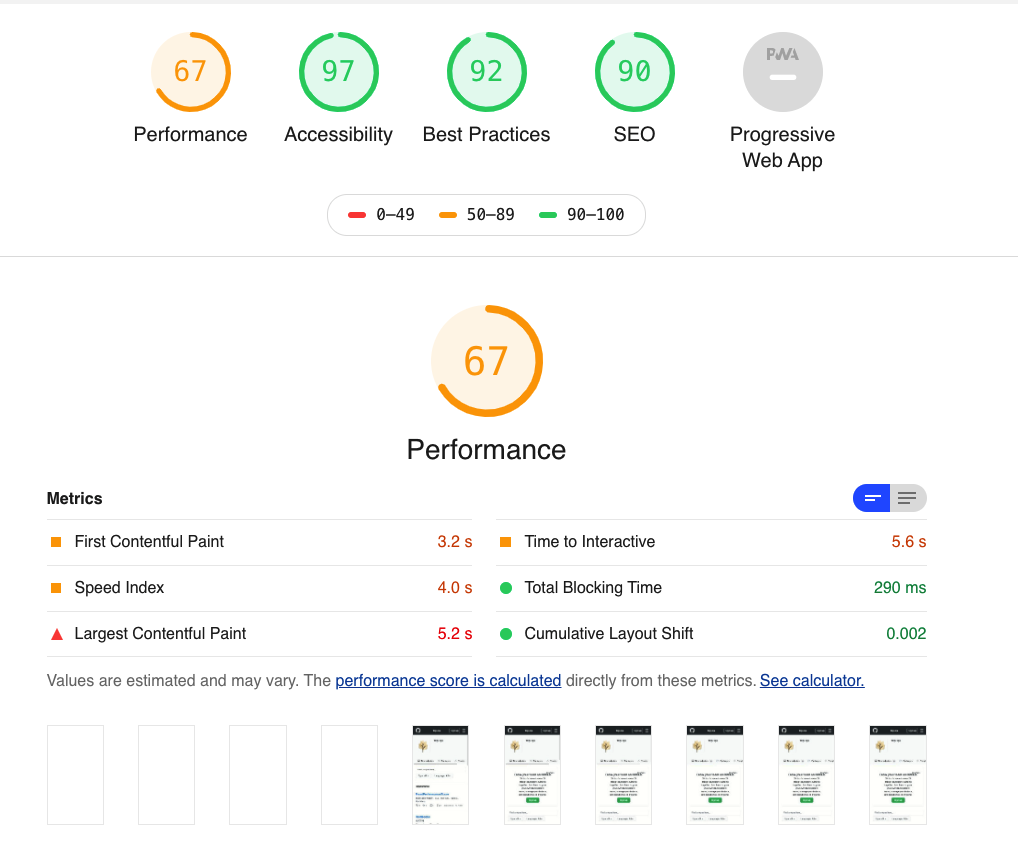 67 97 92 90 PWA
Performance Accessibility Best Practices SEO Progressive
Web App
0–49 50–89 90–100
67
Performance
Metrics
First Contentful Paint 3.2 s Time to Interactive 5.6 s
Speed Index 4.0 s Total Blocking Time 290 ms
Largest Contentful Paint 5.2 s Cumulative Layout Shift 0.002
Values are estimated and may vary. The performance score is calculated directly from these metrics. See calculator.